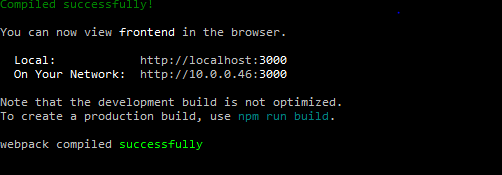 Compiled successfully!
You can now view frontend in the browser.
Local: http://localhost:3000
On Your Network: http://10.0.0.46:3000
Note that the development build is not optimized.
To create a production build, use npm run build.
webpack compiled successfully